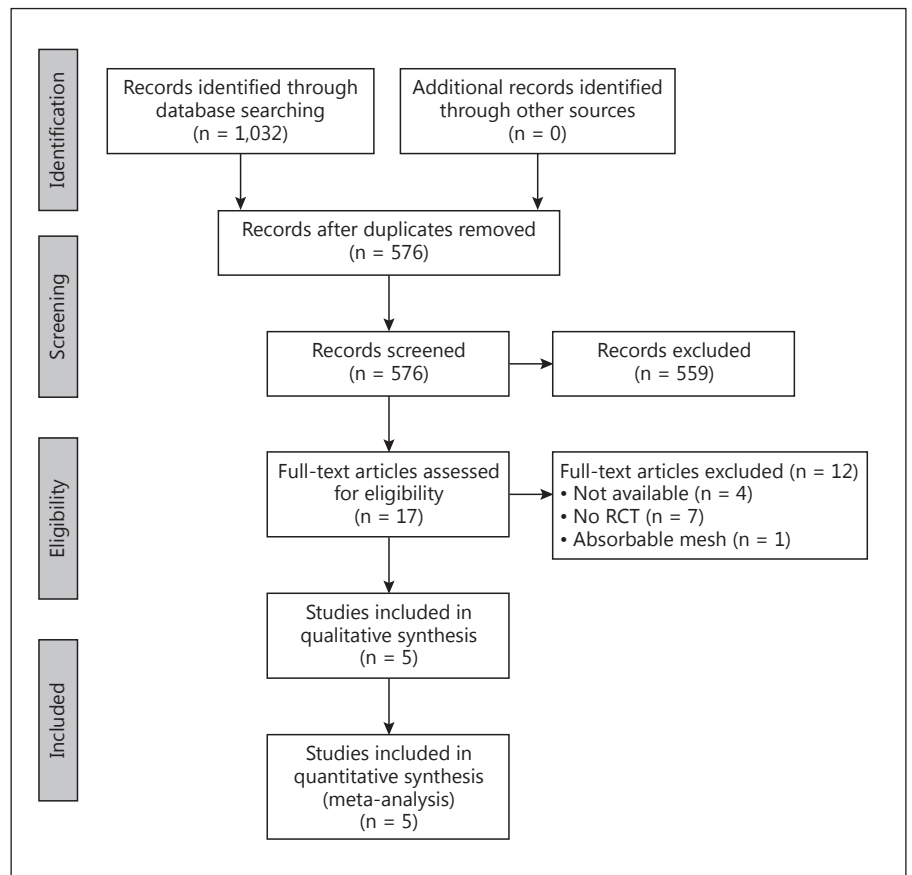 Identification
Records identified through
database searching
(n = 1,032)
Additional records identified
through other sources
(n = 0)
Records after duplicates removed
(n = 576)
Screening
Records screened
(n = 576)
Records excluded
(n = 559)
Eligibility
Full-text articles assessed
for eligibility
(n = 17)
Full-text articles excluded (n = 12)
• Not available (n = 4)
• No RCT (n = 7)
• Absorbable mesh (n = 1)
Studies included in
qualitative synthesis
(n = 5)
Included
Studies included in
quantitative synthesis
(meta-analysis)
(n = 5)